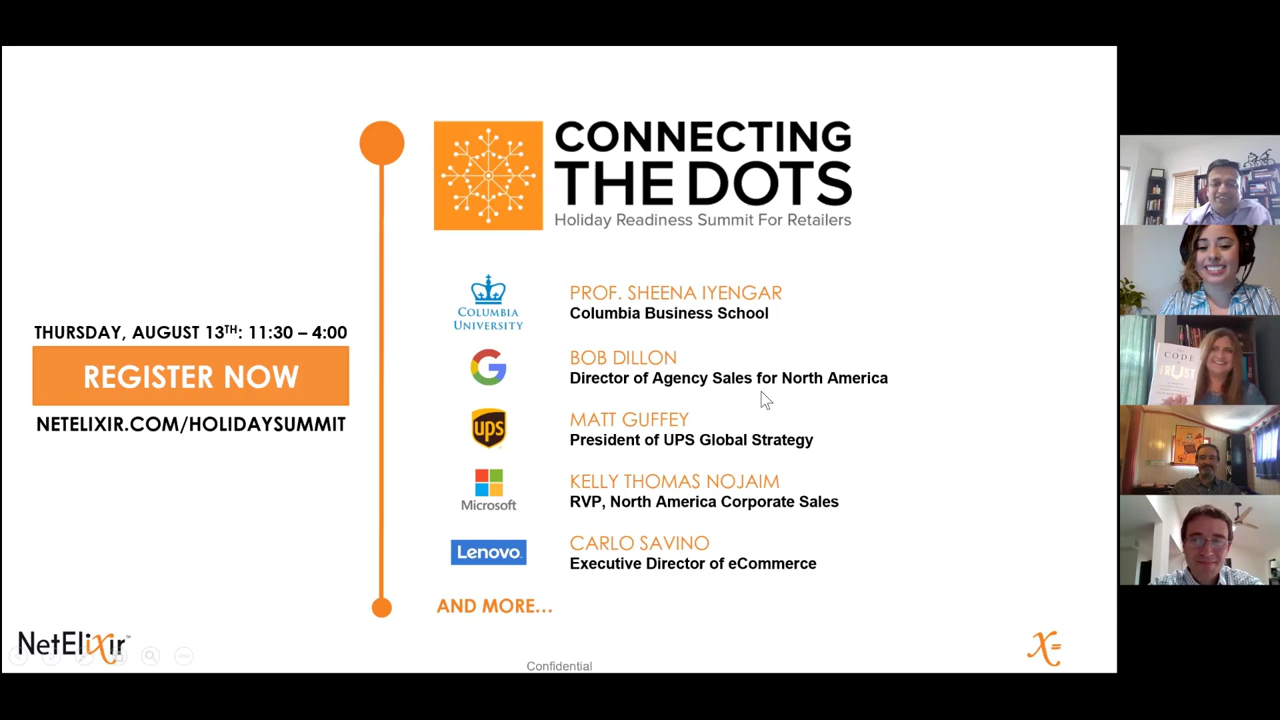 CONNECTING
THE DOTS
Holiday Readiness Summit For Retailers
THURSDAY, AUGUST 13TH: 11:30 – 4:00
REGISTER NOW
NETELIXIR.COM/HOLIDAYSUMMIT
COLUMBIA
UNIVERSITY
PROF. SHEENA IYENGAR
Columbia Business School
G
BOB DILLON
Director of Agency Sales for North America
ups
MATT GUFFEY
President of UPS Global Strategy
Microsoft
KELLY THOMAS NOJAIM
RVP, North America Corporate Sales
Lenovo
CARLO SAVINO
Executive Director of eCommerce
AND MORE...
NetElixir™
Confidential
X=
CODE
TRUST